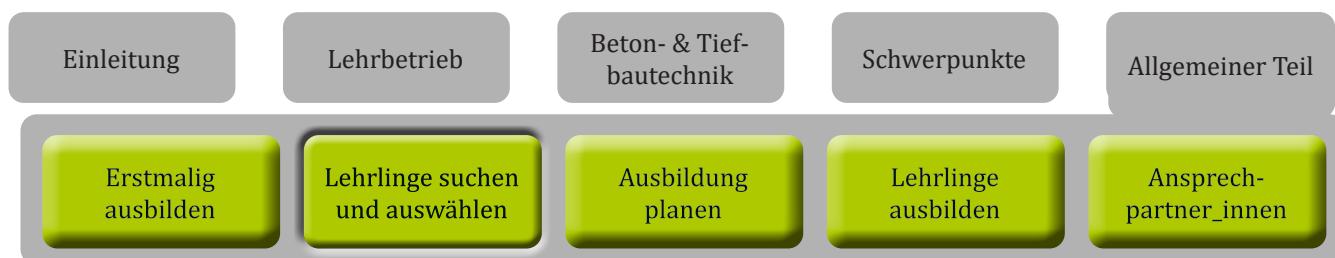 Einleitung
Lehrbetrieb
Beton- & Tief-
bautechnik
Schwerpunkte
Allgemeiner Teil
Erstmalig
ausbilden
Lehrlinge suchen
und auswählen
Ausbildung
planen
Lehrlinge
ausbilden
Ansprech-
partner_innen